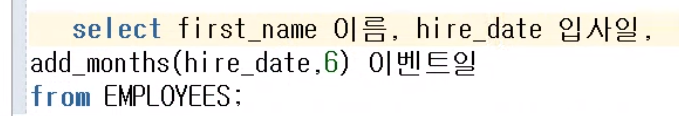 select first_name 이름, hire_date 입사일,
add_months(hire_date,6) 이벤트일
from EMPLOYEES;